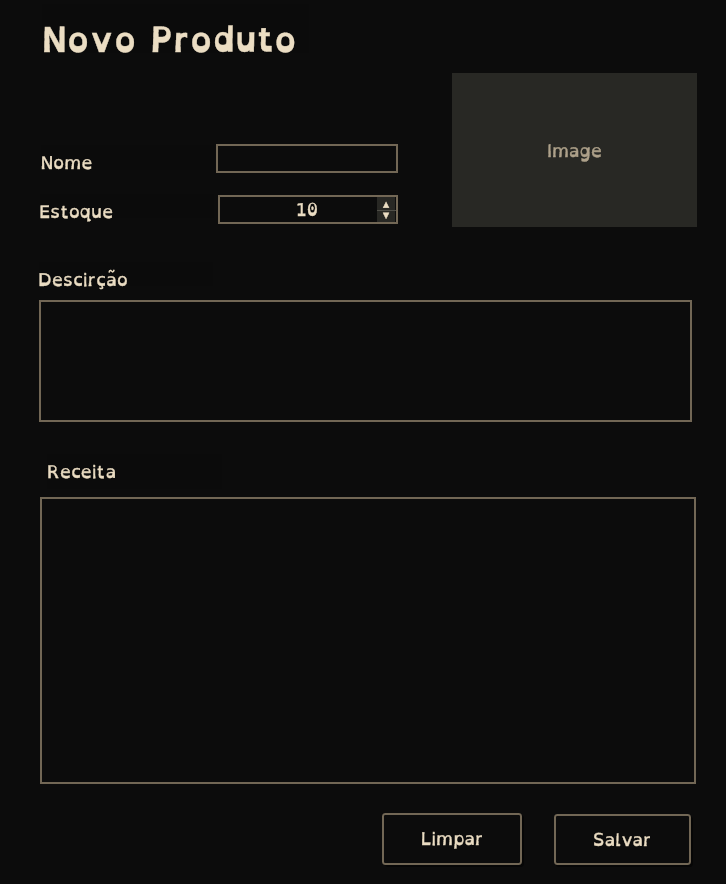 Novo Produto
Image
Nome
Estoque
10
Descirção
Receita
Limpar
Salvar